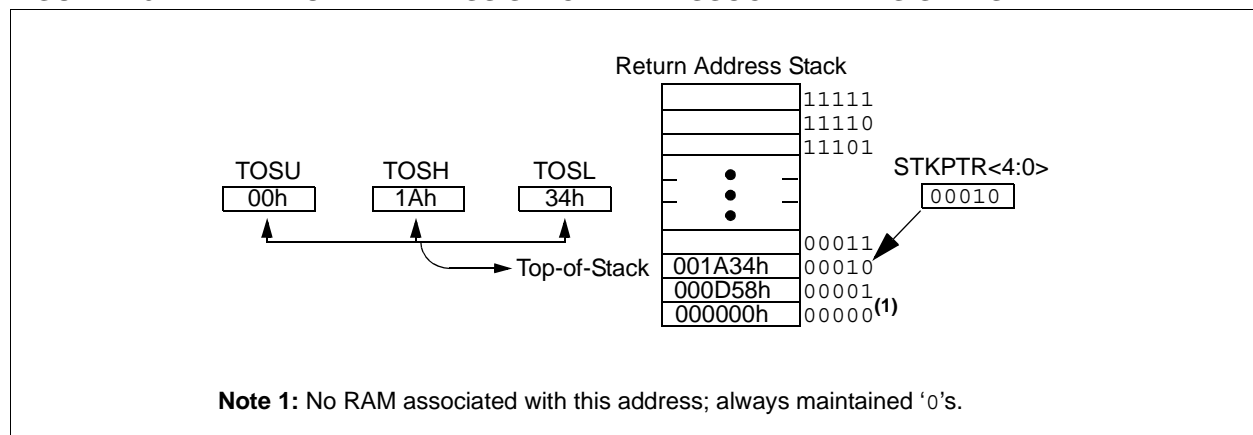 Return Address Stack
11111
11110
11101
TOSU TOSH TOSL
00h 1Ah 34h
STKPTR<4:0>
00010
00011
Top-of-Stack 001A34h 00010
000D58h 00001
000000h 00000(1)
Note 1: No RAM associated with this address; always maintained ‘0’s.